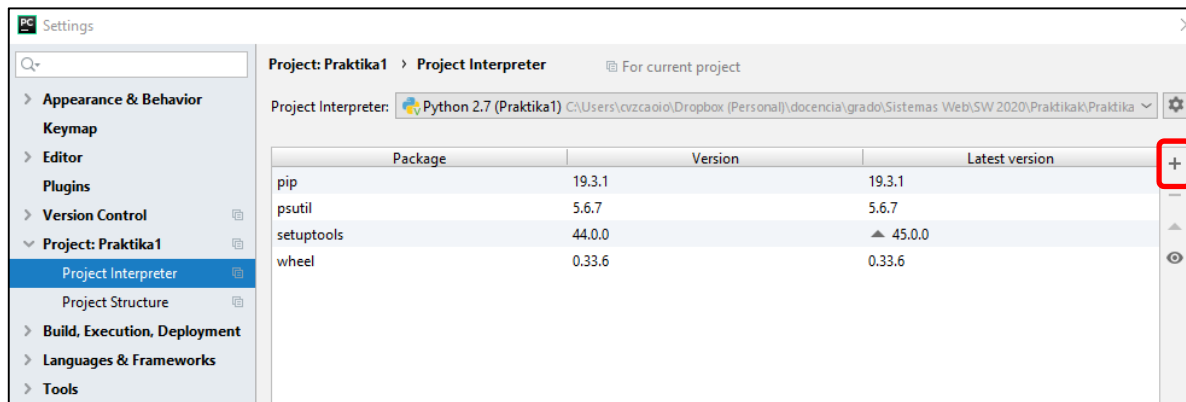 PC Settings
Project: Praktika1 > Project Interpreter For current project
Project Interpreter: Python 2.7 (Praktika1) C:\Users\cvzcaoio\Dropbox (Personal)\docencia\grado\Sistemas Web\SW 2020\Praktikak\Praktika
Appearance & Behavior
Keymap
Editor
Plugins
Version Control
Project: Praktika1
Project Interpreter
Project Structure
Build, Execution, Deployment
Languages & Frameworks
Tools
Package Version Latest version
pip 19.3.1 19.3.1
psutil 5.6.7 5.6.7
setuptools 44.0.0 45.0.0
wheel 0.33.6 0.33.6